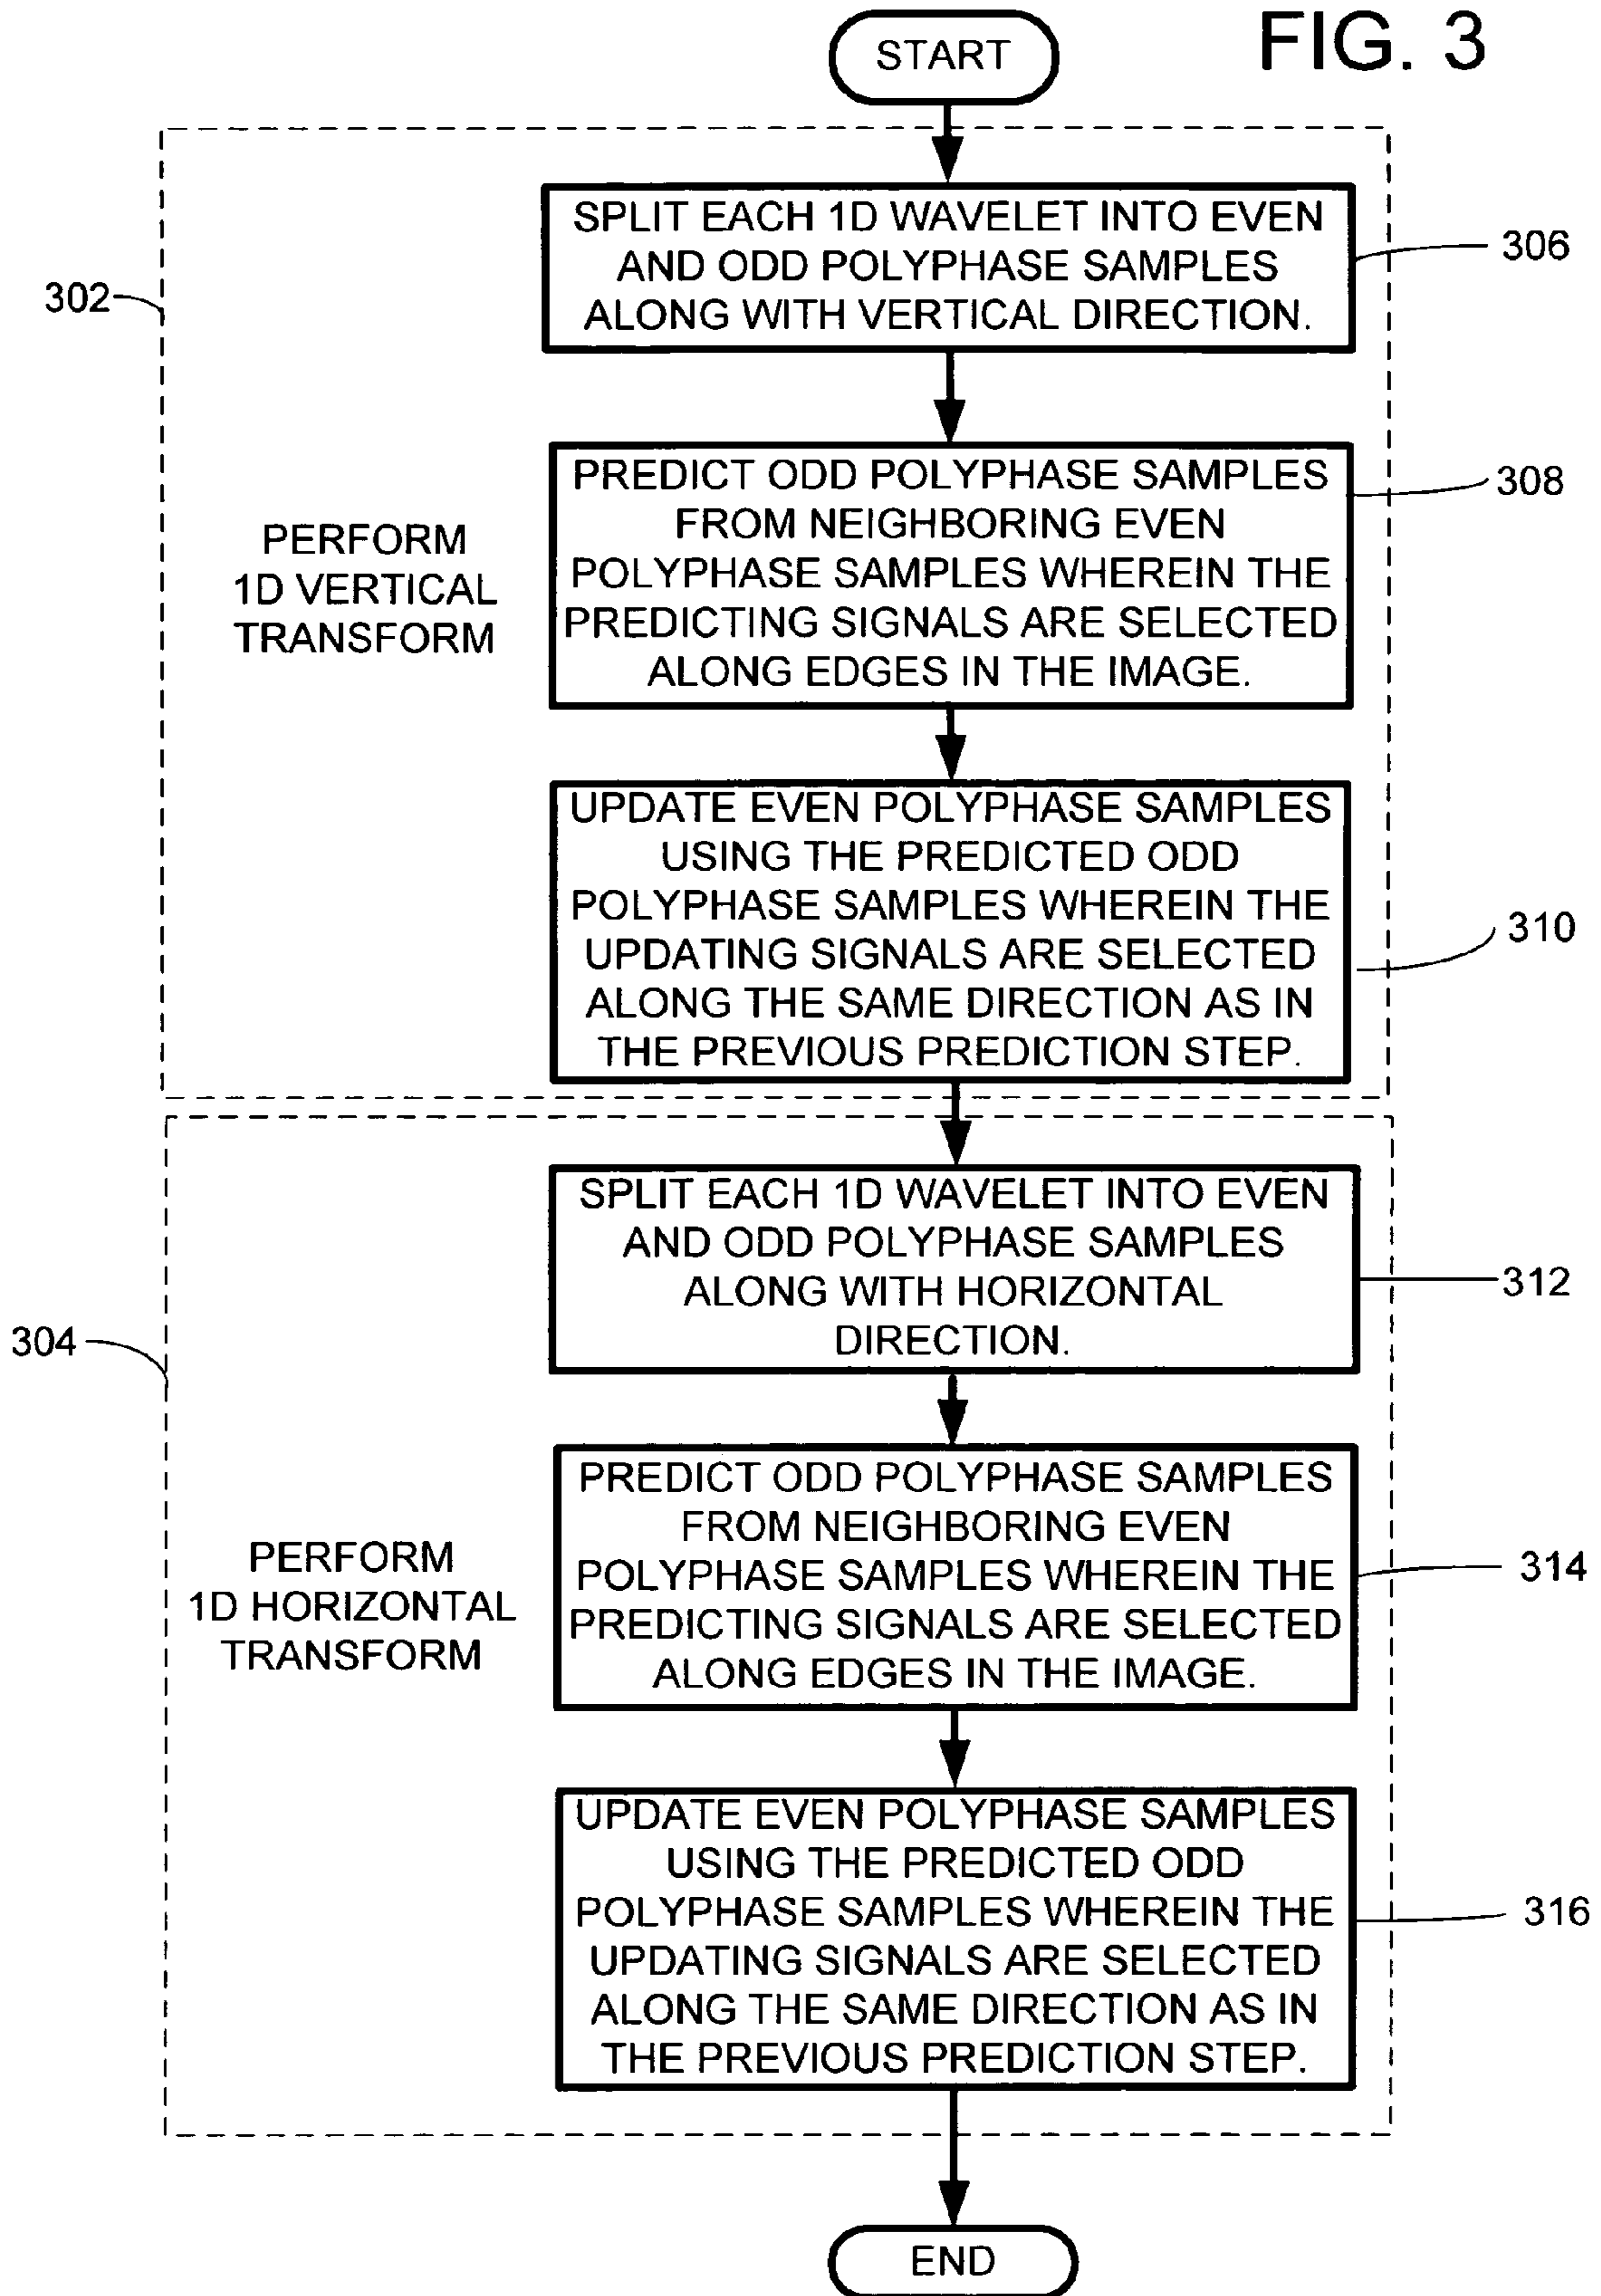 FIG. 3
START
SPLIT EACH 1D WAVELET INTO EVEN
AND ODD POLYPHASE SAMPLES
ALONG WITH VERTICAL DIRECTION.
306
302
PREDICT ODD POLYPHASE SAMPLES
FROM NEIGHBORING EVEN
POLYPHASE SAMPLES WHEREIN THE
PREDICTING SIGNALS ARE SELECTED
ALONG EDGES IN THE IMAGE.
308
PERFORM
1D VERTICAL
TRANSFORM
UPDATE EVEN POLYPHASE SAMPLES
USING THE PREDICTED ODD
POLYPHASE SAMPLES WHEREIN THE
UPDATING SIGNALS ARE SELECTED
ALONG THE SAME DIRECTION AS IN
THE PREVIOUS PREDICTION STEP.
310
SPLIT EACH 1D WAVELET INTO EVEN
AND ODD POLYPHASE SAMPLES
ALONG WITH HORIZONTAL
DIRECTION.
312
304
PREDICT ODD POLYPHASE SAMPLES
FROM NEIGHBORING EVEN
POLYPHASE SAMPLES WHEREIN THE
PREDICTING SIGNALS ARE SELECTED
ALONG EDGES IN THE IMAGE.
314
PERFORM
1D HORIZONTAL
TRANSFORM
UPDATE EVEN POLYPHASE SAMPLES
USING THE PREDICTED ODD
POLYPHASE SAMPLES WHEREIN THE
UPDATING SIGNALS ARE SELECTED
ALONG THE SAME DIRECTION AS IN
THE PREVIOUS PREDICTION STEP.
316
END